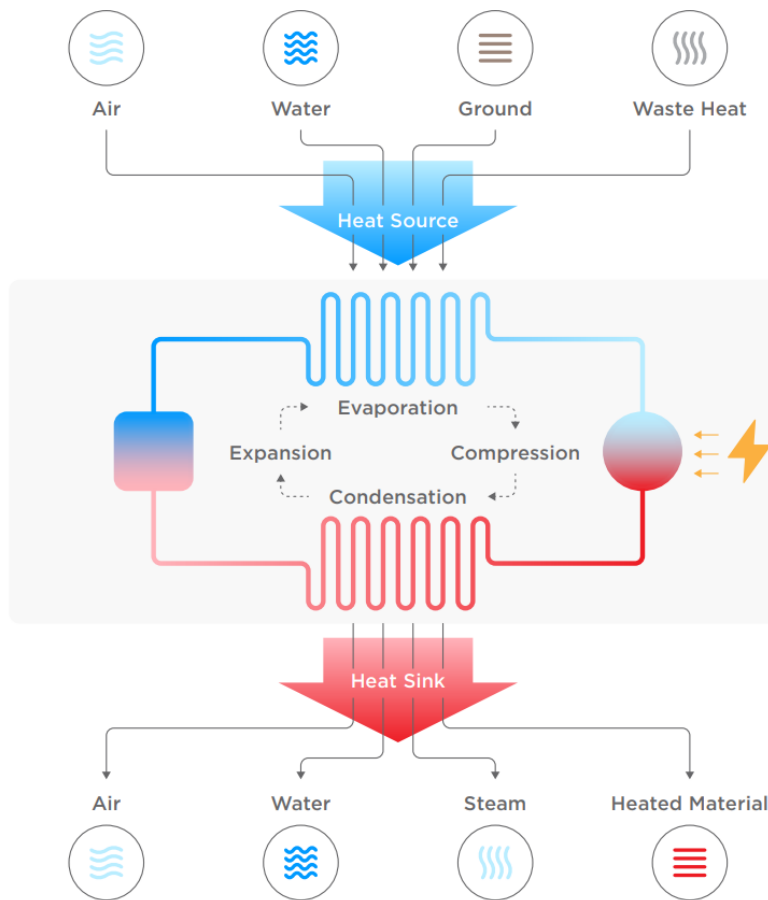 Air
Water
Ground
Waste Heat
Heat Source
Evaporation
Expansion
Compression
Condensation
Heat Sink
Air
Water
Steam
Heated Material